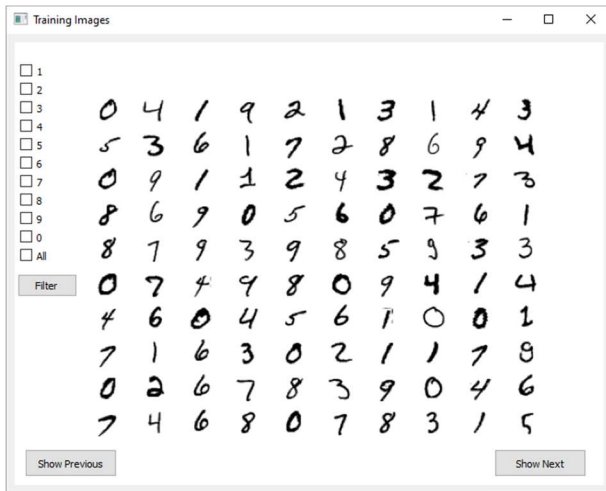 Training Images
1
2
3
4
5
6
7
8
9
0
All
Filter
0 4 1 9 2 1 3 1 4 3
5 3 6 1 7 2 8 6 9 4
0 9 1 1 2 4 3 2 7 3
8 6 9 0 5 6 0 7 6 1
8 7 9 3 9 8 5 9 3 3
0 7 4 9 8 0 9 4 1 4
4 6 0 4 5 6 1 0 0 1
7 1 6 3 0 2 1 1 7 9
0 2 6 7 8 3 9 0 4 6
7 4 6 8 0 7 8 3 1 5
Show Previous
Show Next